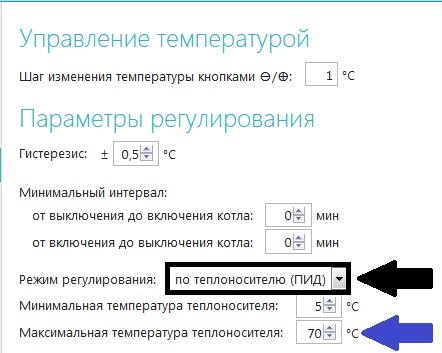 Управление температурой
Шаг изменения температуры кнопками ⊖/⊕: 1 °C
Параметры регулирования
Гистерезис: ± 0,5 °C
Минимальный интервал:
от выключения до включения котла: 0 мин
от включения до выключения котла: 0 мин
Режим регулирования: по теплоносителю (ПИД)
Минимальная температура теплоносителя: 5 °C
Максимальная температура теплоносителя: 70 °C